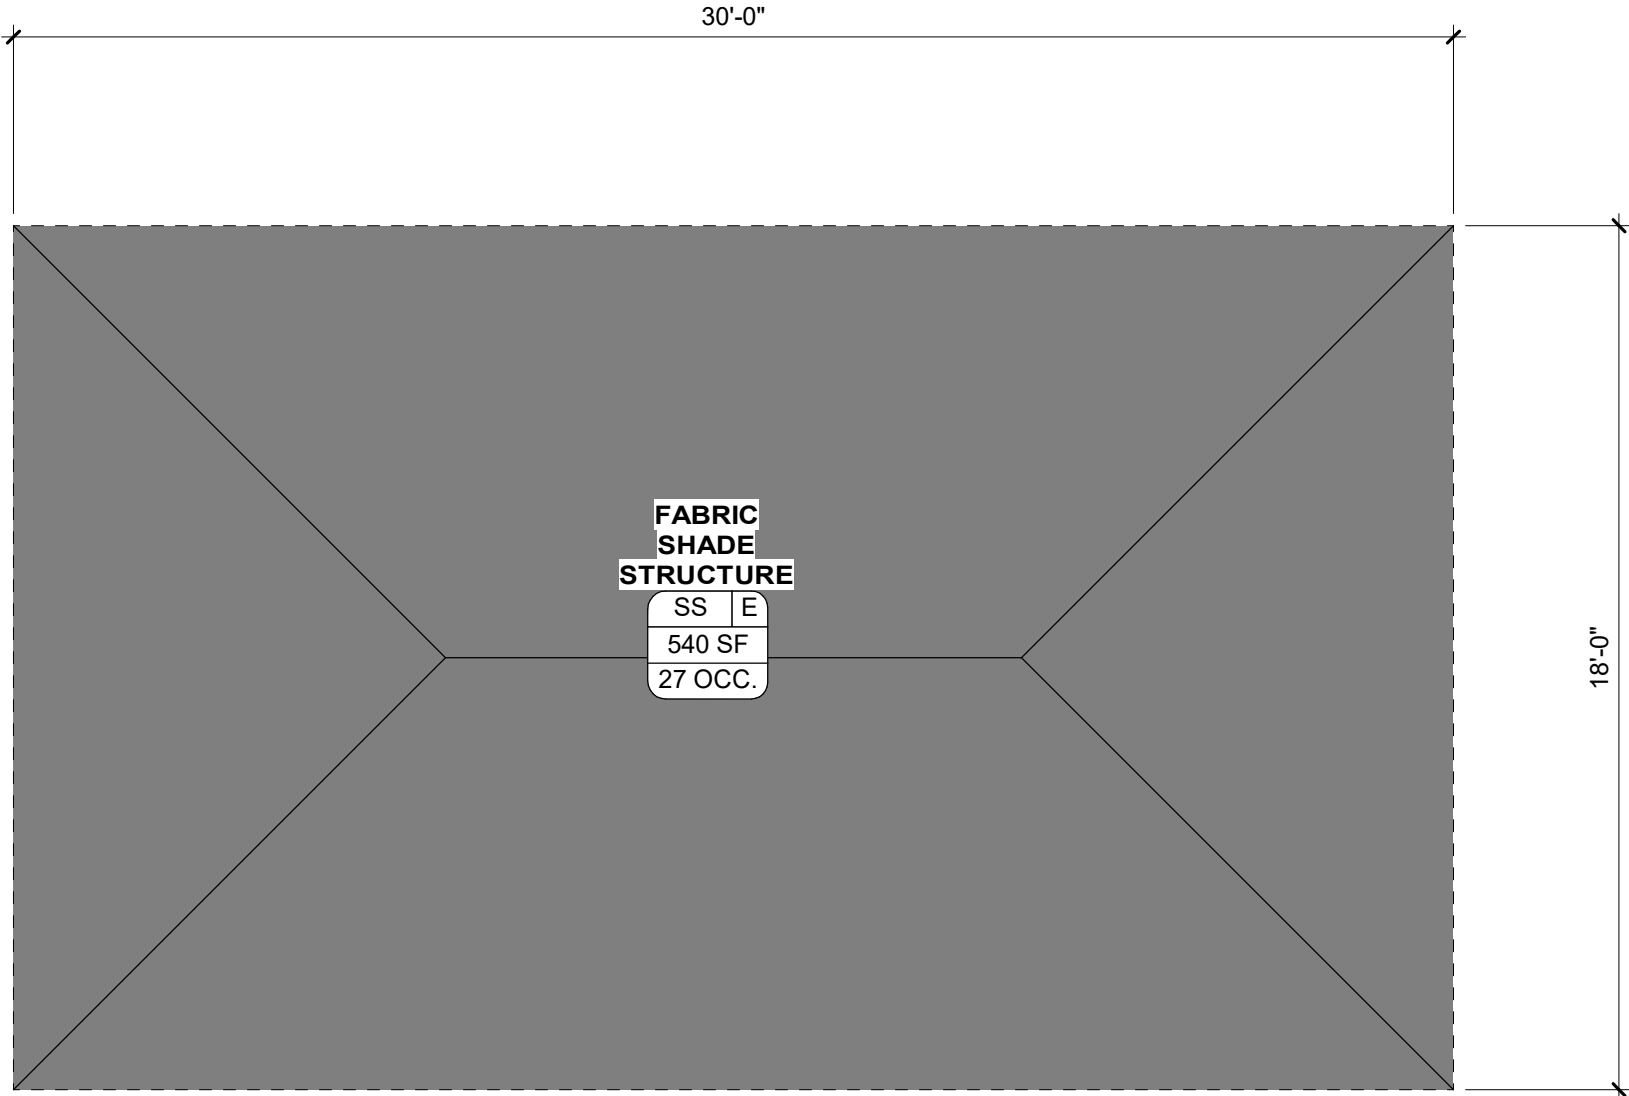 30'-0"
FABRIC
SHADE
STRUCTURE
SS E
540 SF
27 OCC.
18'-0"